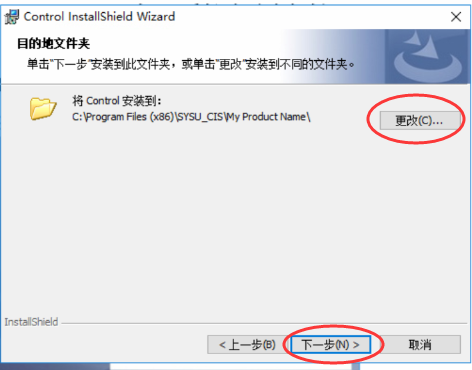 Control InstallShield Wizard
目的地文件夹
单击"下一步"安装到此文件夹，或单击"更改"安装到不同的文件夹。
将 Control 安装到：
C:\Program Files (x86)\SYSU_CIS\My Product Name\
更改(C)...
InstallShield
< 上一步(B)
下一步(N) >
取消